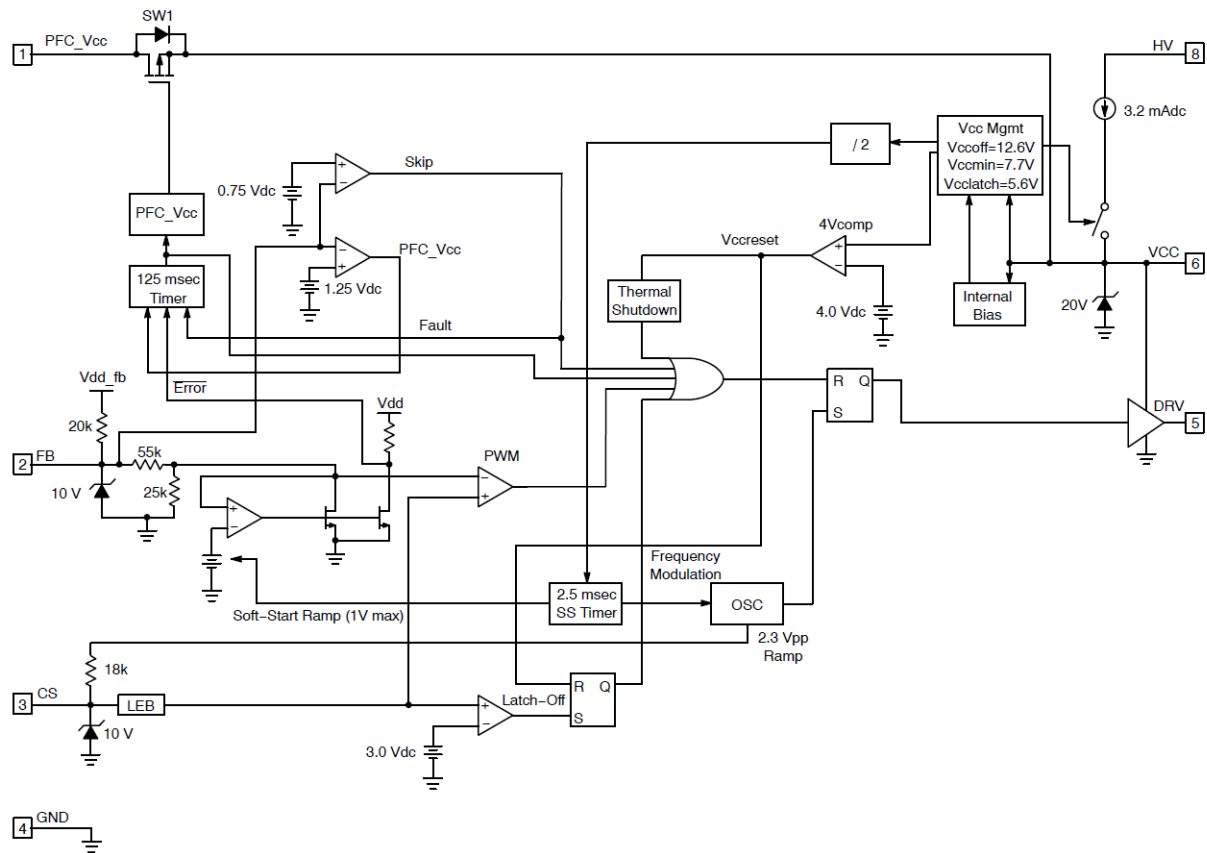 SW1
1
PFC_Vcc
HV
8
3.2 mAdc
Vcc Mgmt
Vccoff=12.6V
Vccmin=7.7V
Vcclatch=5.6V
/ 2
Skip
0.75 Vdc
PFC_Vcc
4Vcomp
Vccreset
PFC_Vcc
VCC
6
125 msec
Timer
1.25 Vdc
Thermal
Shutdown
4.0 Vdc
Internal
Bias
20V
Fault
Vdd_fb
Error
Vdd
R Q
S
DRV
5
20k
2
FB
55k
PWM
10 V
25k
Frequency
Modulation
2.5 msec
SS Timer
OSC
Soft-Start Ramp (1V max)
2.3 Vpp
Ramp
18k
3
CS
LEB
Latch-Off
R Q
S
10 V
3.0 Vdc
4
GND